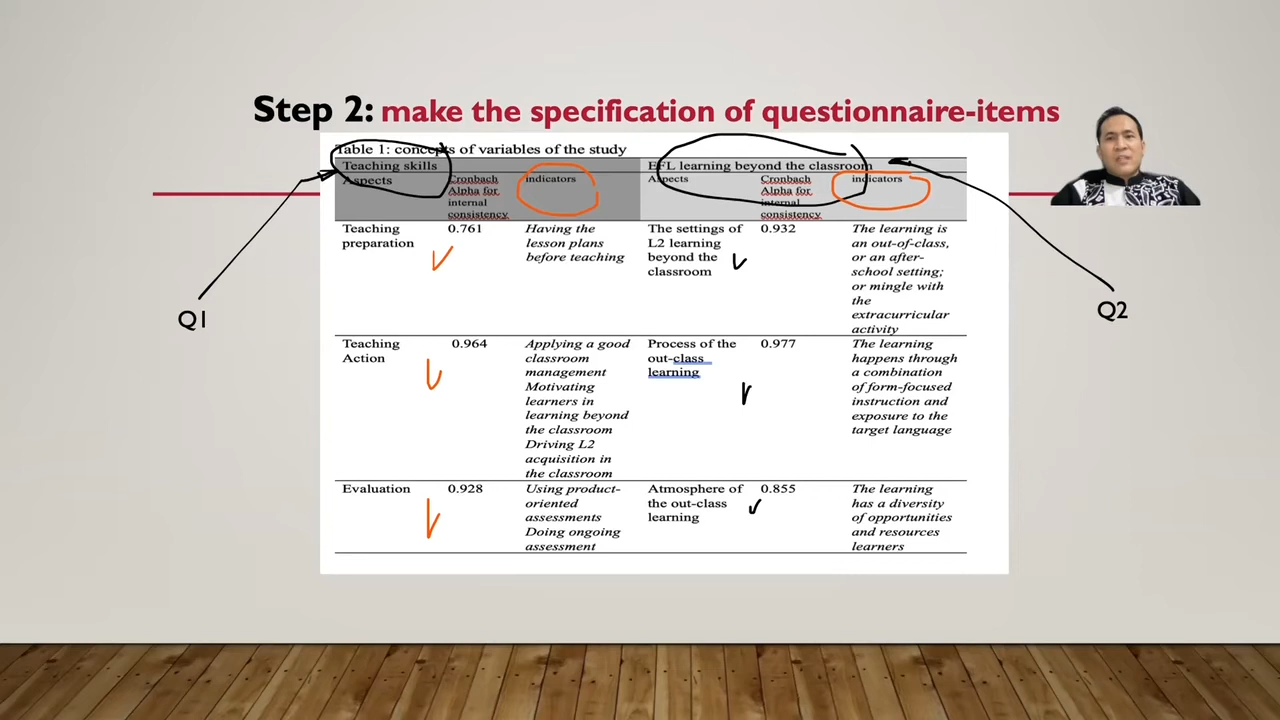 Step 2: make the specification of questionnaire-items
Table 1: concepts of variables of the study
Teaching skills
EFL learning beyond the classroom
Aspects
Cronbach
Alpha for
internal
consistency
indicators
Aspects
Cronbach
Alpha for
internal
consistency
indicators
Teaching
preparation
0.761
Having the
lesson plans
before teaching
The settings of
L2 learning
beyond the
classroom
0.932
The learning is
an out-of-class,
or an after-
school setting;
or mingle with
the
extracurricular
activity
Teaching
Action
0.964
Applying a good
classroom
management
Motivating
learners in
learning beyond
the classroom
Driving L2
acquisition in
the classroom
Process of the
out-class
learning
0.977
The learning
happens through
a combination
of form-focused
instruction and
exposure to the
target language
Evaluation
0.928
Using product-
oriented
assessments
Doing ongoing
assessment
Atmosphere of
the out-class
learning
0.855
The learning
has a diversity
of opportunities
and resources
learners
Q1
Q2